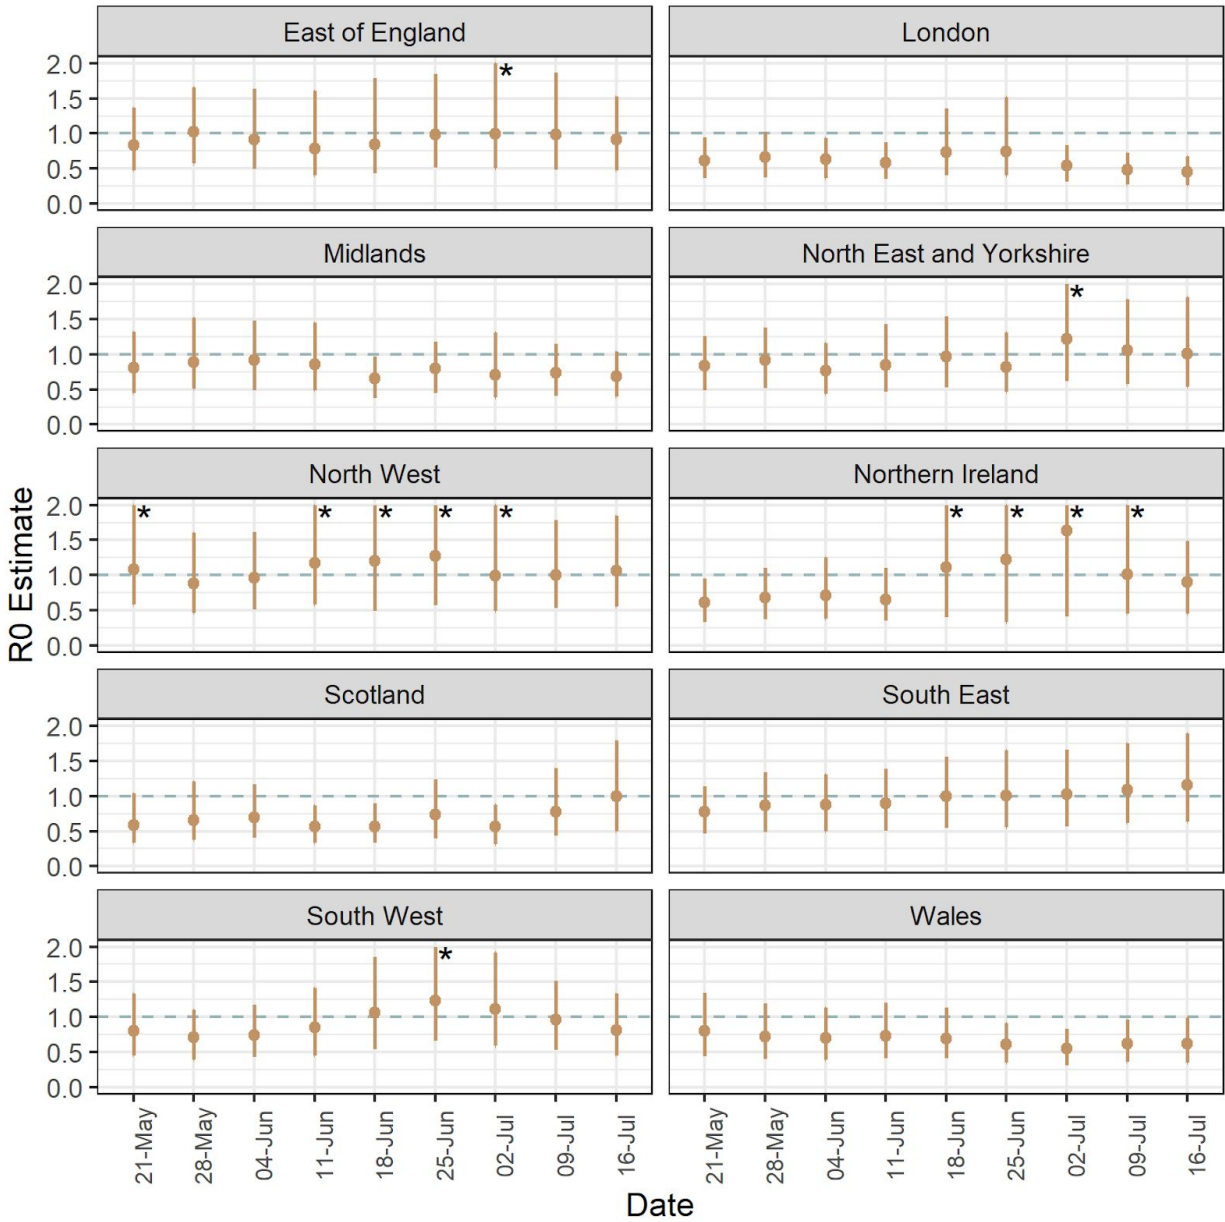 East of England
London
2.0 *
1.5
1.0
0.5
0.0
Midlands
North East and Yorkshire
2.0 *
1.5
1.0
0.5
0.0
North West
Northern Ireland
2.0 * * * * * * * * *
1.5
1.0
0.5
0.0
R0 Estimate
Scotland
South East
2.0
1.5
1.0
0.5
0.0
South West
Wales
2.0 *
1.5
1.0
0.5
0.0
21-May 28-May 04-Jun 11-Jun 18-Jun 25-Jun 02-Jul 09-Jul 16-Jul
21-May 28-May 04-Jun 11-Jun 18-Jun 25-Jun 02-Jul 09-Jul 16-Jul
Date